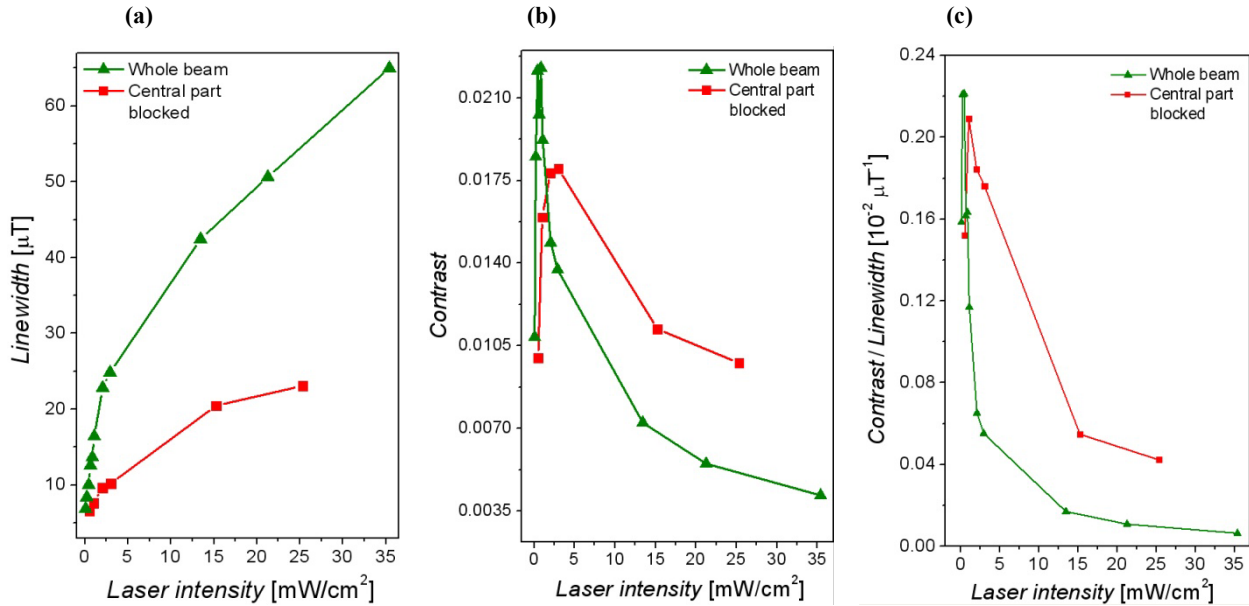 (a)
(b)
(c)
Whole beam
Central part
blocked
60
50
40
30
20
10
0 5 10 15 20 25 30 35
Linewidth [μT]
Laser intensity [mW/cm²]
Whole beam
Central part
blocked
0.0210
0.0175
0.0140
0.0105
0.0070
0.0035
0 5 10 15 20 25 30 35
Contrast
Laser intensity [mW/cm²]
Whole beam
Central part
blocked
0.24
0.20
0.16
0.12
0.08
0.04
0.00
0 5 10 15 20 25 30 35
Contrast / Linewidth [10⁻² μT⁻¹]
Laser intensity [mW/cm²]